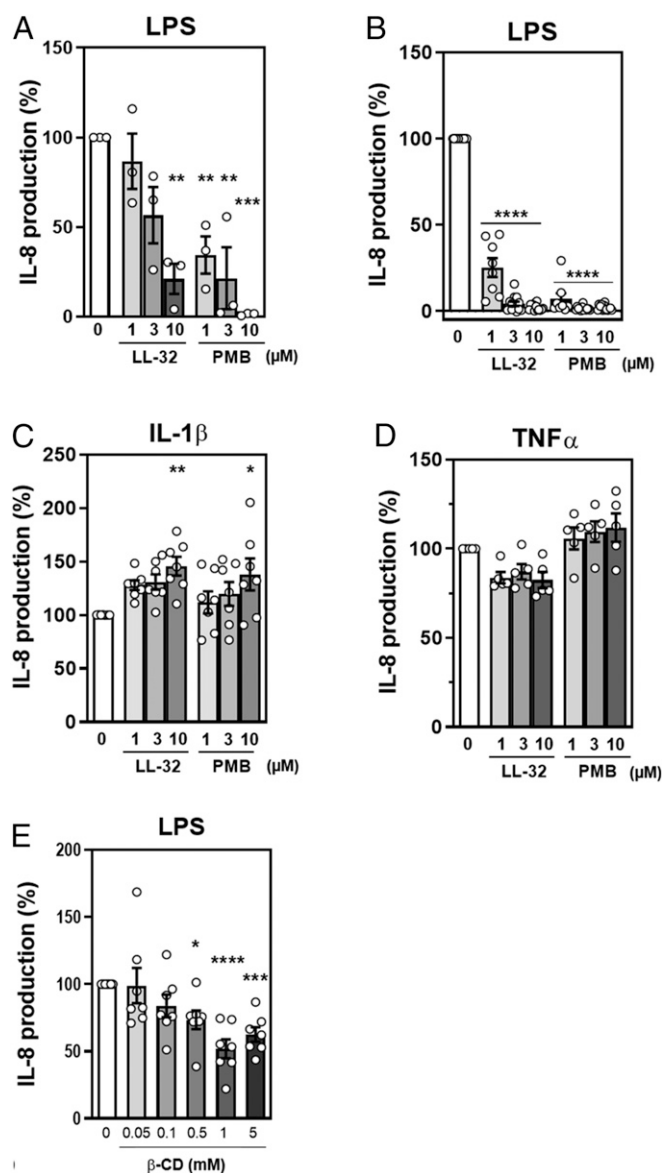 A
LPS
IL-8 production (%)
150
100
50
0
** ** **
***
0 1 3 10 1 3 10
LL-32 PMB (μM)
B
LPS
IL-8 production (%)
150
100
50
0
****
****
0 1 3 10 1 3 10
LL-32 PMB (μM)
C
IL-1β
IL-8 production (%)
250
200
150
100
50
0
** *
0 1 3 10 1 3 10
LL-32 PMB (μM)
D
TNFα
IL-8 production (%)
150
100
75
50
0
0 1 3 10 1 3 10
LL-32 PMB (μM)
E
LPS
IL-8 production (%)
200
150
100
50
0
* **** ***
0 0.05 0.1 0.5 1 5
β-CD (mM)